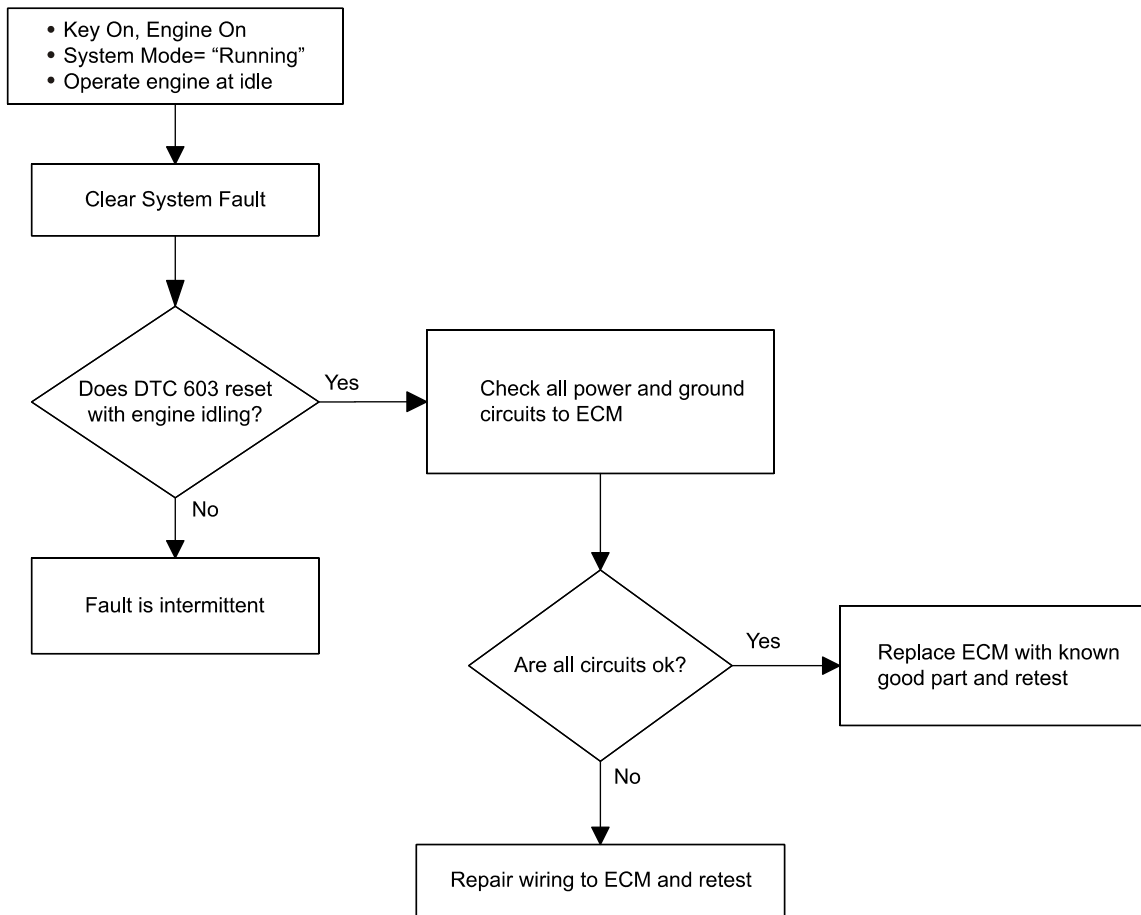 • Key On, Engine On
• System Mode= “Running”
• Operate engine at idle
Clear System Fault
Does DTC 603 reset
with engine idling?
Yes
Check all power and ground
circuits to ECM
No
Fault is intermittent
Are all circuits ok?
Yes
Replace ECM with known
good part and retest
No
Repair wiring to ECM and retest